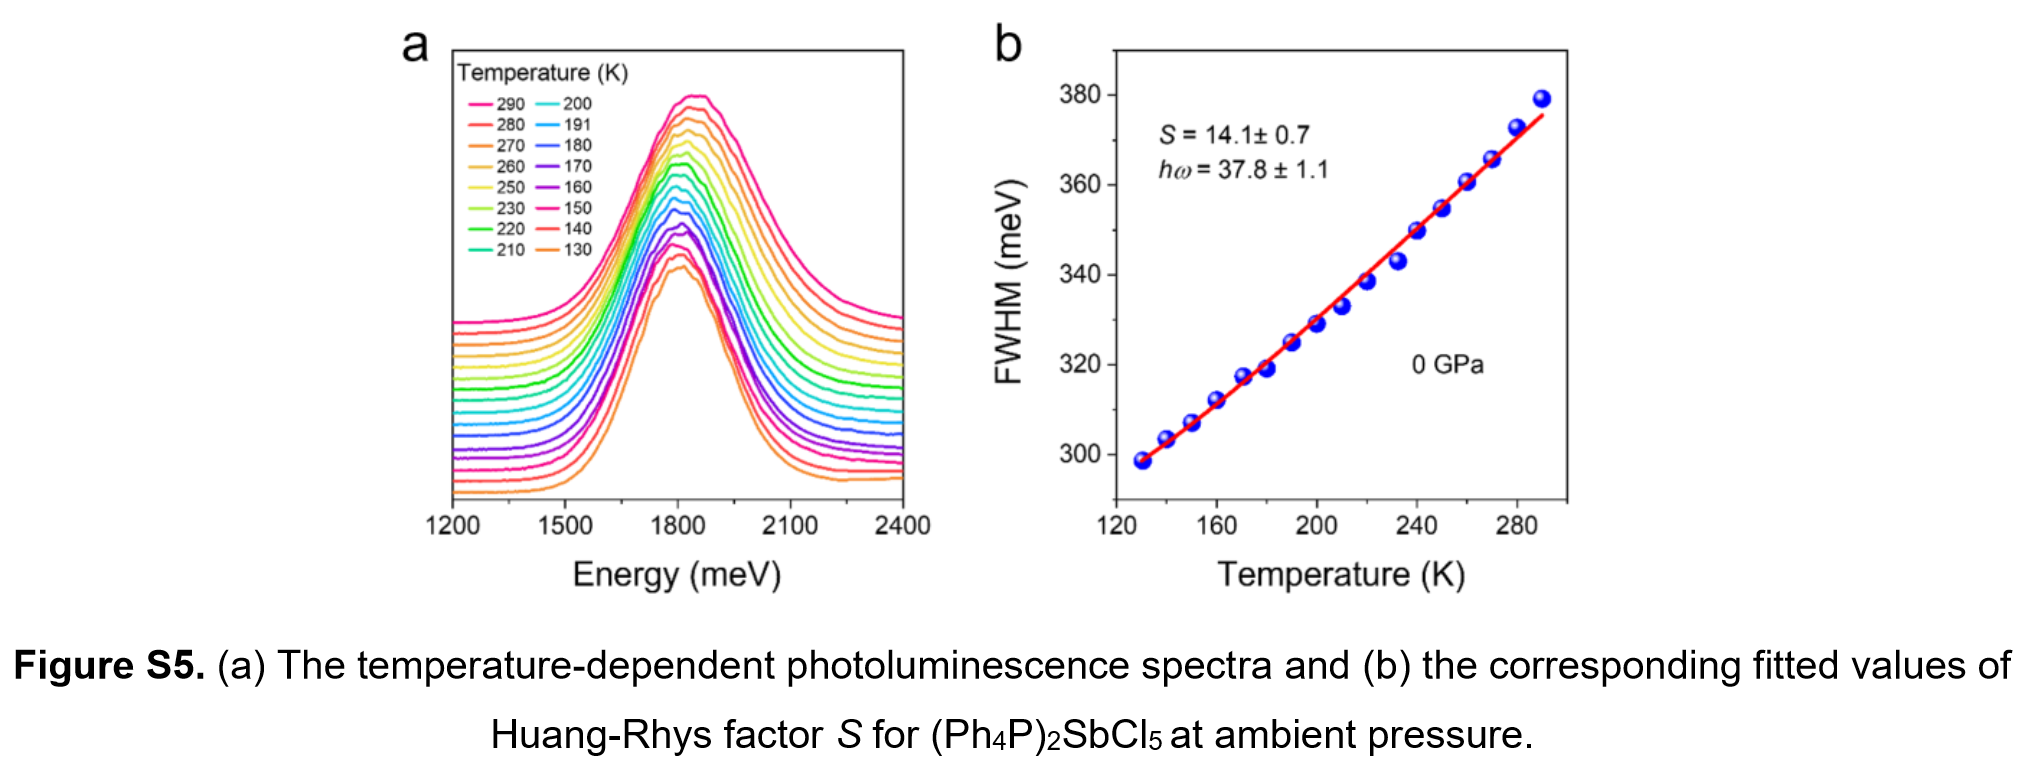 a
Temperature (K)
290 200
280 191
270 180
260 170
250 160
230 150
220 140
210 130
1200 1500 1800 2100 2400
Energy (meV)
b
FWHM (meV)
380
360
340
320
300
S = 14.1± 0.7
hω = 37.8 ± 1.1
0 GPa
120 160 200 240 280
Temperature (K)
Figure S5. (a) The temperature-dependent photoluminescence spectra and (b) the corresponding fitted values of
Huang-Rhys factor S for (Ph₄P)₂SbCl₅ at ambient pressure.